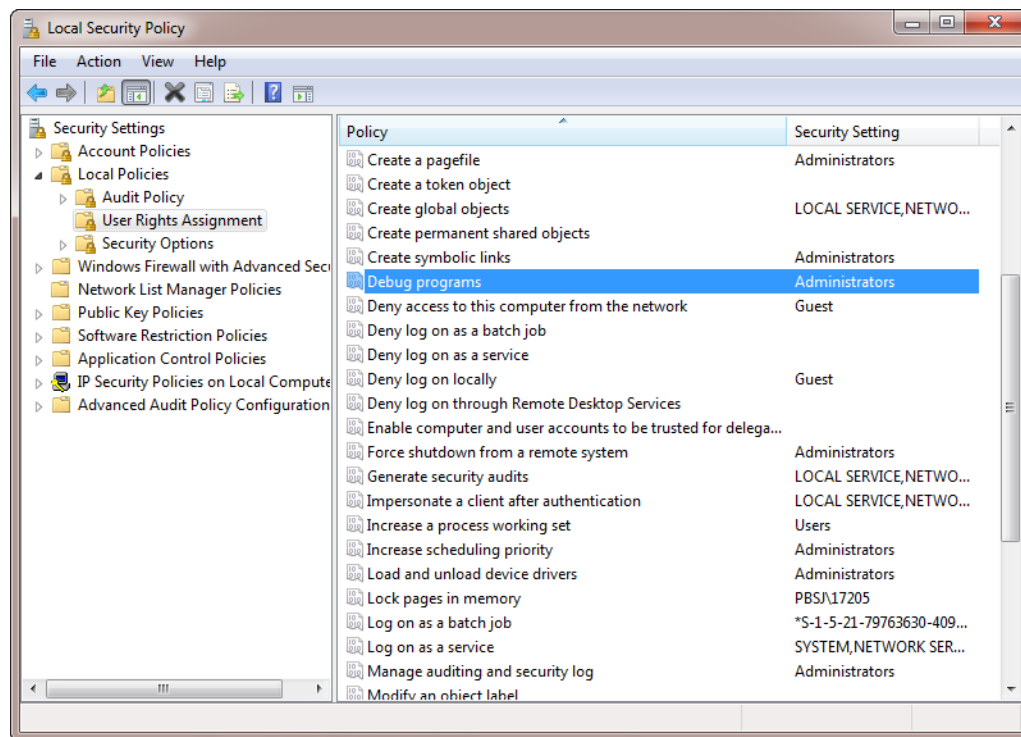 Local Security Policy
File Action View Help
Security Settings
Account Policies
Local Policies
Audit Policy
User Rights Assignment
Security Options
Windows Firewall with Advanced Secu
Network List Manager Policies
Public Key Policies
Software Restriction Policies
Application Control Policies
IP Security Policies on Local Compute
Advanced Audit Policy Configuration
Policy Security Setting
Create a pagefile Administrators
Create a token object
Create global objects LOCAL SERVICE,NETWO...
Create permanent shared objects
Create symbolic links Administrators
Debug programs Administrators
Deny access to this computer from the network Guest
Deny log on as a batch job
Deny log on as a service
Deny log on locally Guest
Deny log on through Remote Desktop Services
Enable computer and user accounts to be trusted for delega...
Force shutdown from a remote system Administrators
Generate security audits LOCAL SERVICE,NETWO...
Impersonate a client after authentication LOCAL SERVICE,NETWO...
Increase a process working set Users
Increase scheduling priority Administrators
Load and unload device drivers Administrators
Lock pages in memory PBSJ\17205
Log on as a batch job *S-1-5-21-79763630-409...
Log on as a service SYSTEM,NETWORK SER...
Manage auditing and security log Administrators
Modify an object label